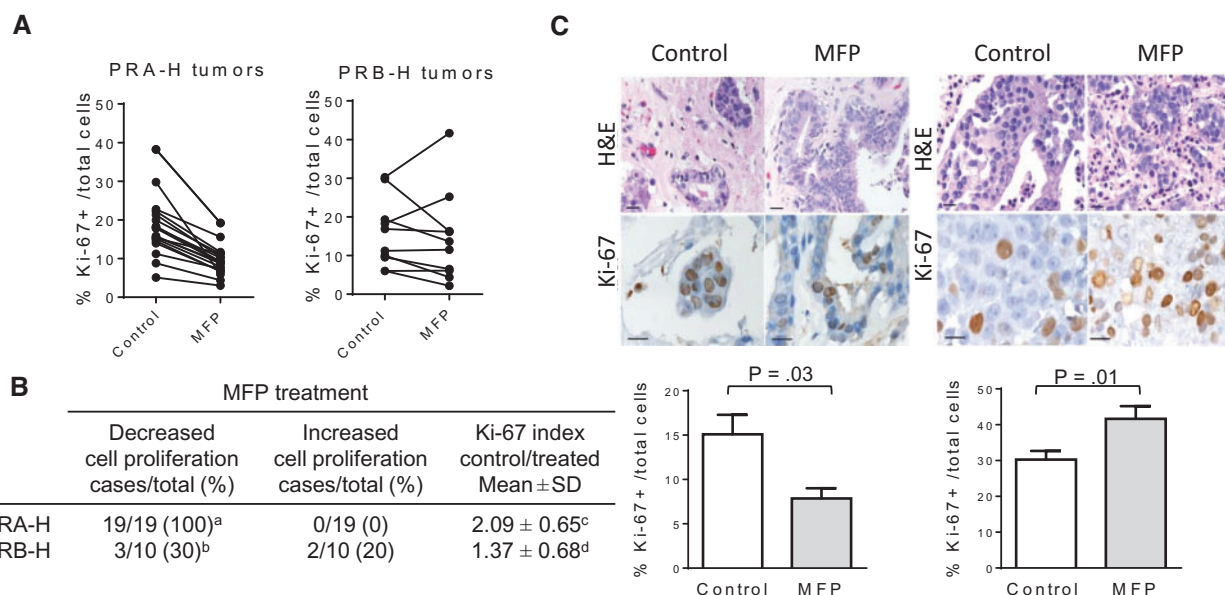 A
PRA-H tumors
% Ki-67+ /total cells
50
40
30
20
10
0
Control
MFP
PRB-H tumors
% Ki-67+ /total cells
50
40
30
20
10
0
Control
MFP
B
MFP treatment
Decreased cell proliferation cases/total (%)
Increased cell proliferation cases/total (%)
Ki-67 index control/treated Mean ± SD
RA-H 19/19 (100)a 0/19 (0) 2.09 ± 0.65c
RB-H 3/10 (30)b 2/10 (20) 1.37 ± 0.68d
C
Control MFP
H&E
Ki-67
Control MFP
H&E
Ki-67
P = .03
% Ki-67+ /total cells
20
15
10
5
0
Control MFP
P = .01
% Ki-67+ /total cells
50
40
30
20
10
0
Control MFP